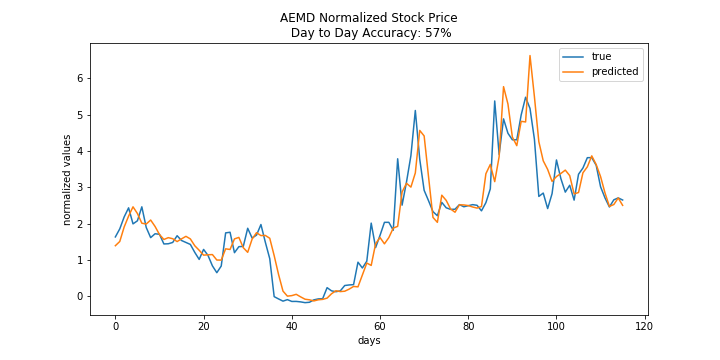 AEMD Normalized Stock Price
Day to Day Accuracy: 57%
true
predicted
normalized values
6
5
4
3
2
1
0
0 20 40 60 80 100 120
days